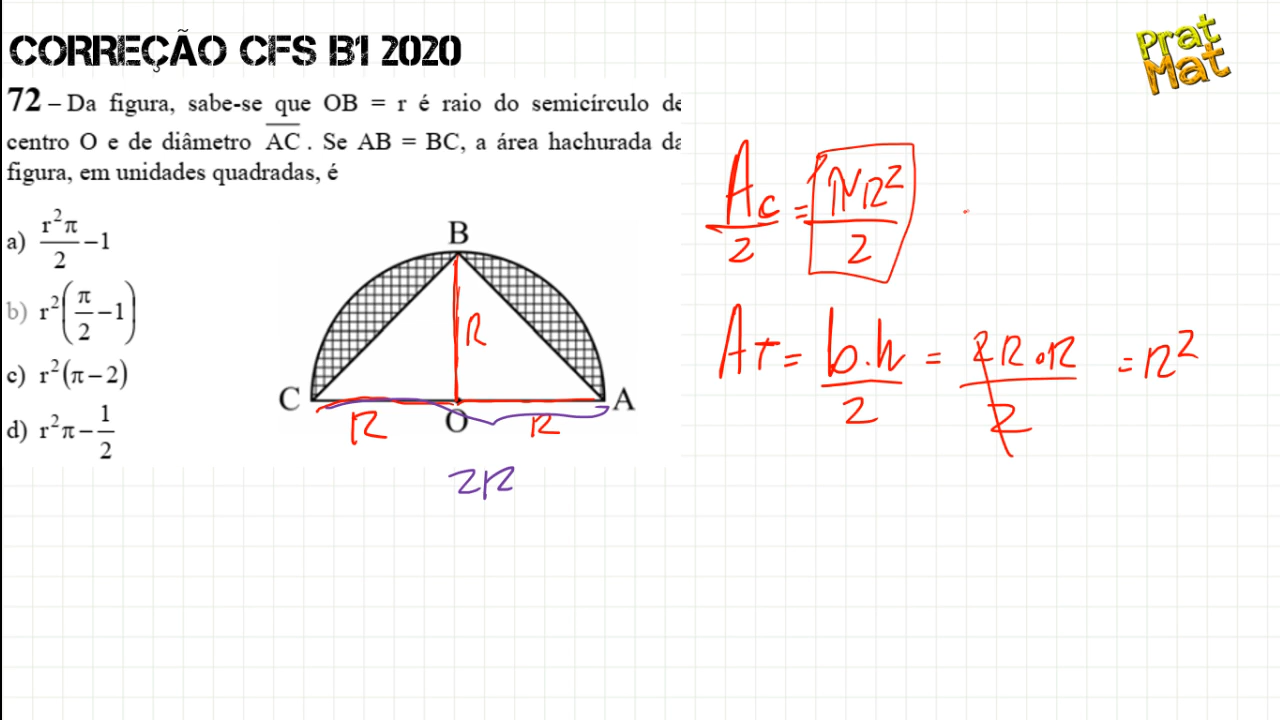 CORREÇÃO CFS B1 2020
Prat
Mat
72 – Da figura, sabe-se que OB = r é raio do semicírculo de
centro O e de diâmetro A̅C̅ . Se AB = BC, a área hachurada da
figura, em unidades quadradas, é
a) r²π/2 − 1
b) r²(π/2 − 1)
c) r²(π − 2)
d) r²π − 1/2
B
C
O
A
R
R
R
2R
Ac/2 = πR²/2
AT = b.h/2 = 2R.R/2 = R²